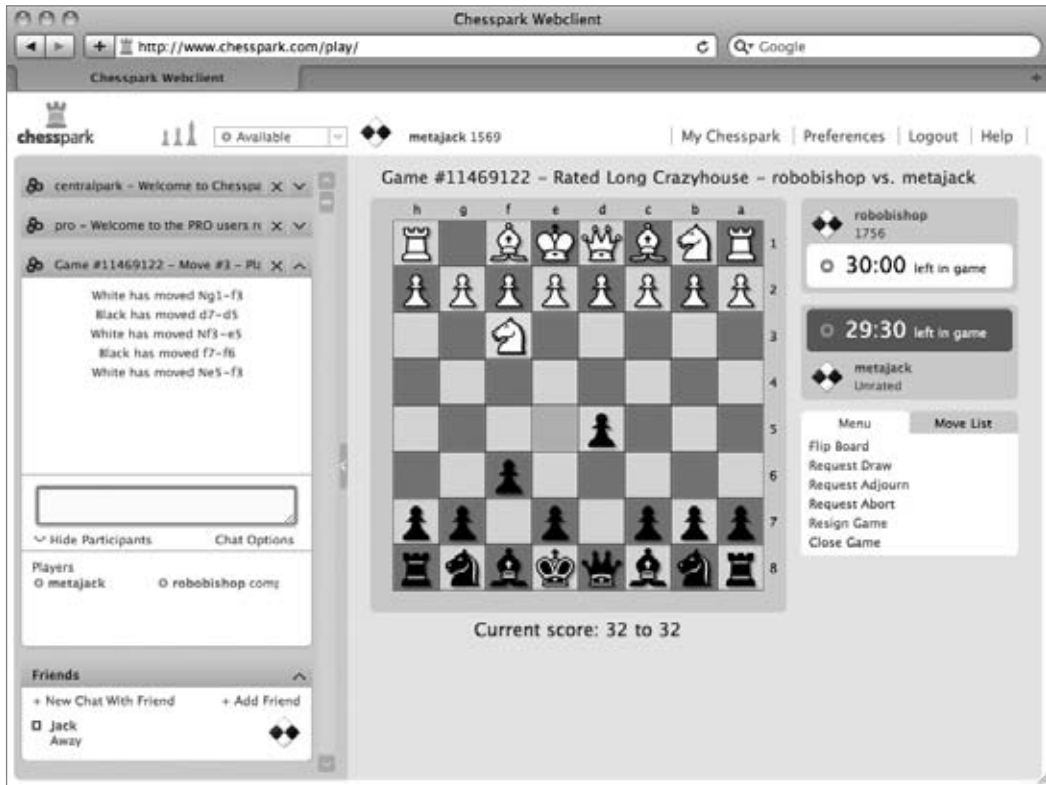 Chesspark Webclient
http://www.chesspark.com/play/
Google
Chesspark Webclient
chesspark
Available
metajack 1569
My Chesspark
Preferences
Logout
Help
centralpark – Welcome to Chesspa
pro – Welcome to the PRO users r
Game #11469122 – Move #3 – Pla
White has moved Ng1-f3
Black has moved d7-d5
White has moved Nf3-e5
Black has moved f7-f6
White has moved Ne5-f3
Hide Participants
Chat Options
Players
metajack
robobishop comp
Friends
+ New Chat With Friend
+ Add Friend
Jack
Away
Game #11469122 – Rated Long Crazyhouse – robobishop vs. metajack
h g f e d c b a
1
2
3
4
5
6
7
8
Current score: 32 to 32
robobishop
1756
30:00 left in game
29:30 left in game
metajack
Unrated
Menu
Move List
Flip Board
Request Draw
Request Adjourn
Request Abort
Resign Game
Close Game